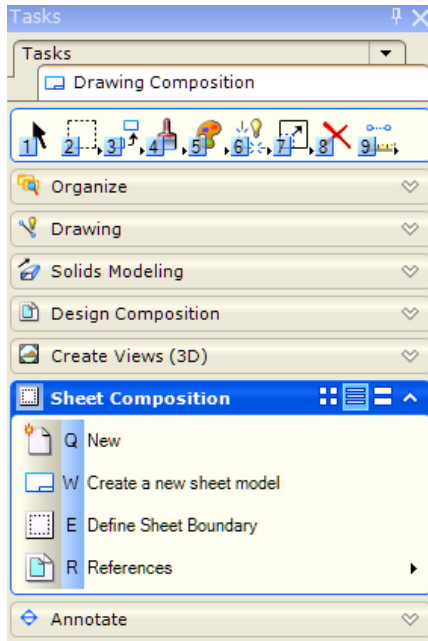 Tasks
Tasks
Drawing Composition
1 2 3 4 5 6 7 8 9
Organize
Drawing
Solids Modeling
Design Composition
Create Views (3D)
Sheet Composition
Q New
W Create a new sheet model
E Define Sheet Boundary
R References
Annotate